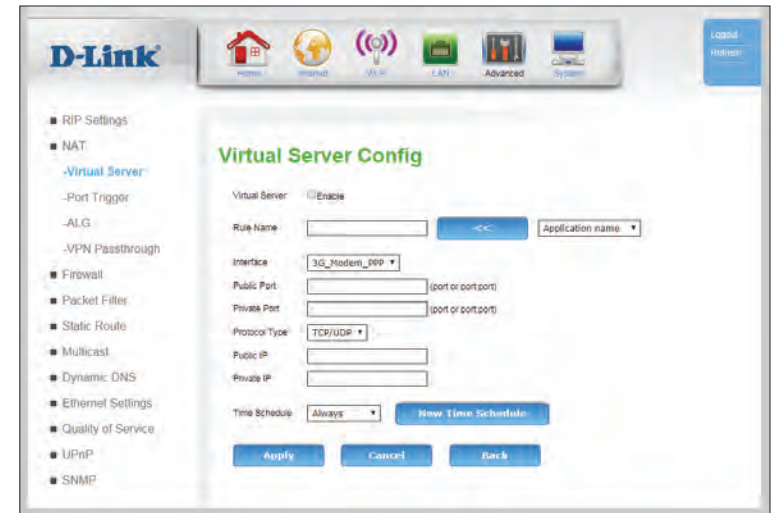 D-Link
Home
Internet
Wi-Fi
LAN
Advanced
System
Logout
Refresh
RIP Settings
NAT
-Virtual Server
-Port Trigger
-ALG
-VPN Passthrough
Firewall
Packet Filter
Static Route
Multicast
Dynamic DNS
Ethernet Settings
Quality of Service
UPnP
SNMP
Virtual Server Config
Virtual Server Enable
Rule Name << Application name
Interface 3G_Modem_PPP
Public Port (port or port:port)
Private Port (port or port:port)
Protocol Type TCP/UDP
Public IP
Private IP
Time Schedule Always New Time Schedule
Apply Cancel Back